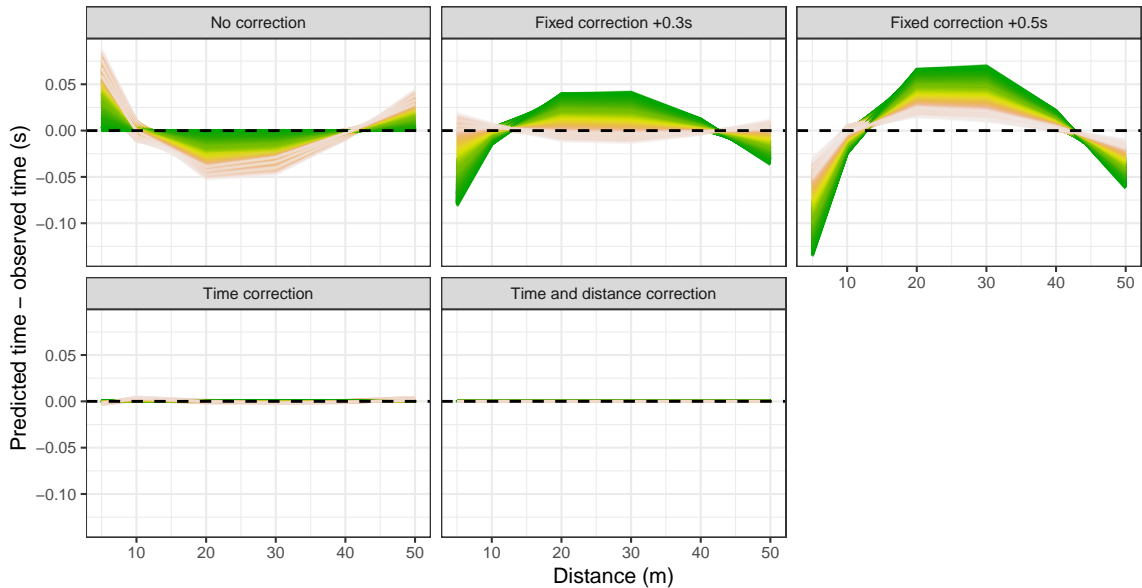 No correction
Fixed correction +0.3s
Fixed correction +0.5s
0.05
0.00
−0.05
−0.10
10 20 30 40 50
Time correction
Time and distance correction
0.05
0.00
−0.05
−0.10
10 20 30 40 50
10 20 30 40 50
Distance (m)
Predicted time − observed time (s)